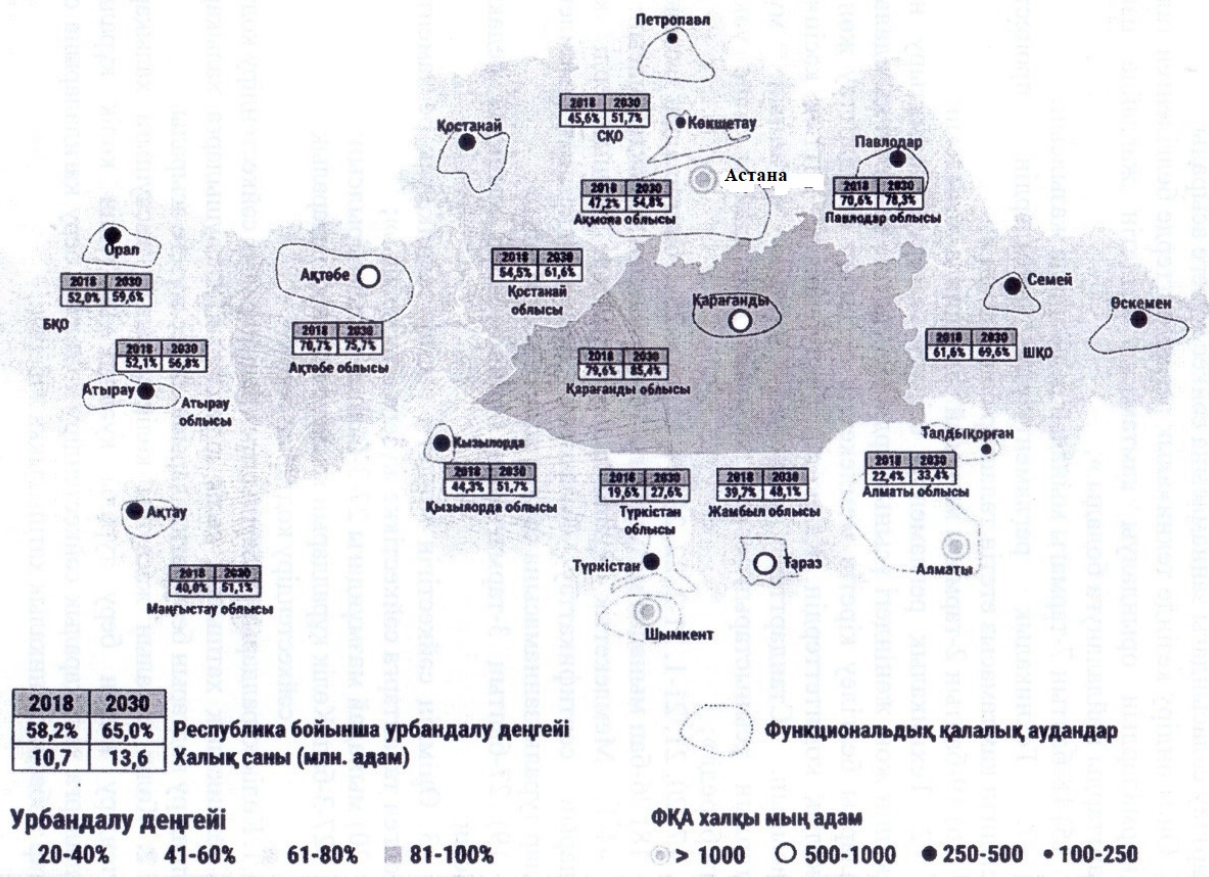 Петропавл
2018 2030
45,6% 51,7%
СҚО
Көкшетау
Қостанай
Павлодар
Астана
2018 2030
47,2% 54,8%
Ақмола облысы
2018 2030
70,6% 78,3%
Павлодар облысы
Орал
2018 2030
52,0% 59,6%
БҚО
Ақтөбе
2018 2030
54,5% 61,6%
Қостанай
облысы
Қарағанды
Семей
Өскемен
2018 2030
70,7% 75,7%
Ақтөбе облысы
2018 2030
61,6% 69,6%
ШҚО
2018 2030
52,1% 56,8%
Атырау
Атырау
облысы
2018 2030
79,6% 85,4%
Қарағанды облысы
Қызылорда
2018 2030
44,3% 51,7%
Қызылорда облысы
Талдықорған
2018 2030
22,4% 33,4%
Алматы облысы
2018 2030
19,6% 27,6%
Түркістан
облысы
2018 2030
39,7% 48,1%
Жамбыл облысы
Ақтау
Түркістан
Тараз
Алматы
2018 2030
40,0% 51,1%
Маңғыстау облысы
Шымкент
2018 2030
58,2% 65,0% Республика бойынша урбандалу деңгейі
10,7 13,6 Халық саны (млн. адам)
Функциональдық қалалық аудандар
Урбандалу деңгейі
20-40% 41-60% 61-80% 81-100%
ФҚА халқы мың адам
> 1000 500-1000 250-500 100-250